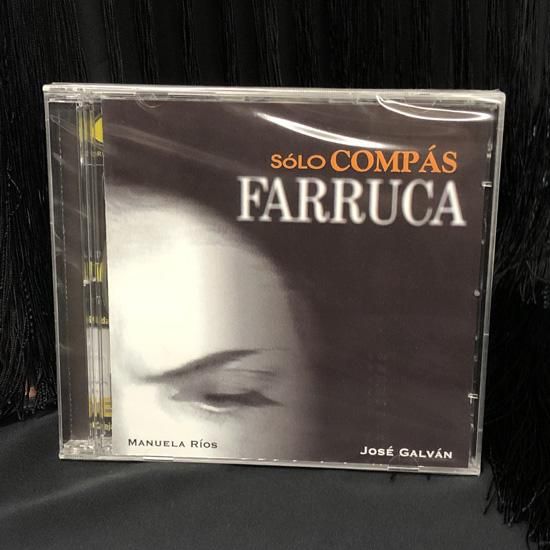 SÓLO COMPÁS
FARRUCA
MANUELA RÍOS
JOSÉ GALVÁN